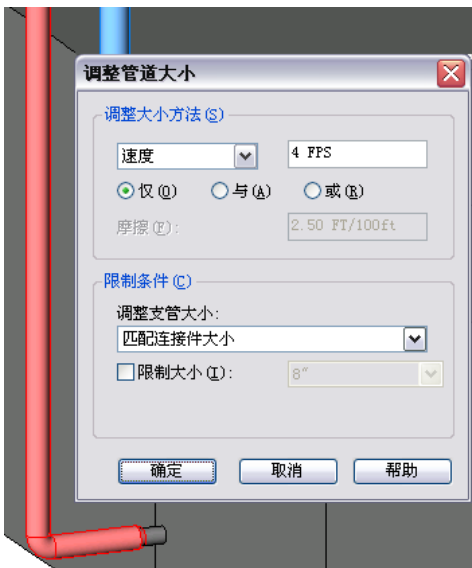 调整管道大小
调整大小方法(S)
速度 4 FPS
仅(O) 与(A) 或(R)
摩擦(F): 2.50 FT/100ft
限制条件(C)
调整支管大小:
匹配连接件大小
限制大小(I): 8"
确定 取消 帮助